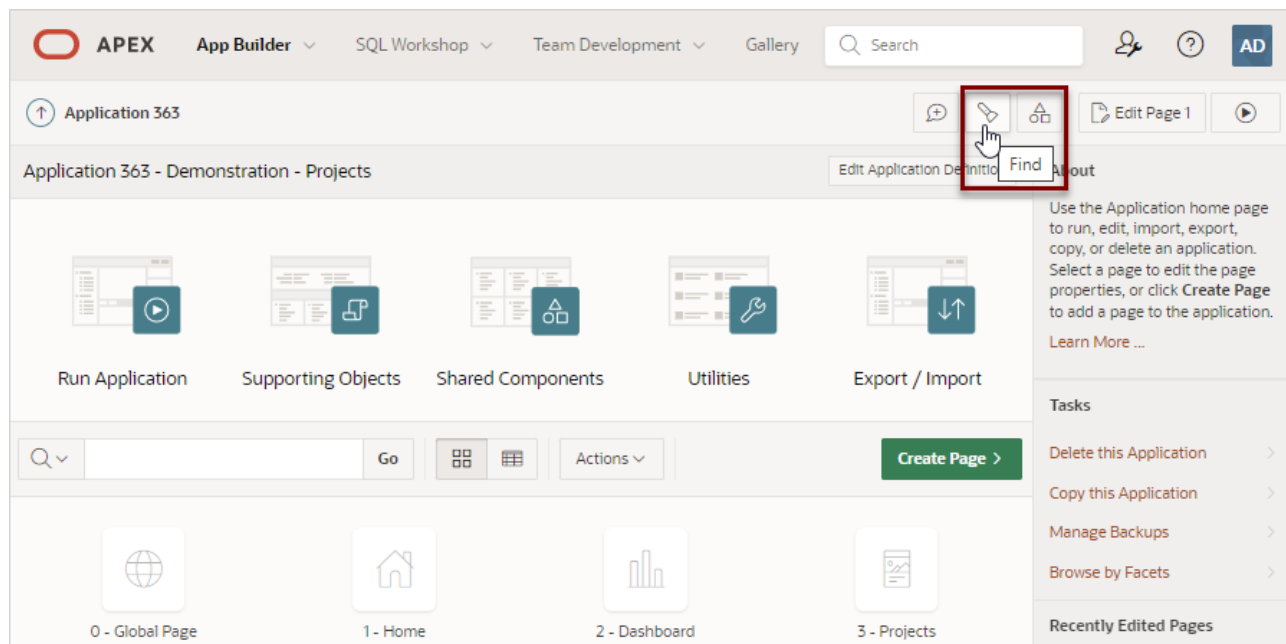 APEX App Builder SQL Workshop Team Development Gallery Search AD
Application 363 Edit Page 1
Find
Application 363 - Demonstration - Projects Edit Application
About
Use the Application home page
to run, edit, import, export,
copy, or delete an application.
Select a page to edit the page
properties, or click Create Page
to add a page to the application.
Learn More ...
Run Application Supporting Objects Shared Components Utilities Export / Import
Tasks
Go Actions Create Page >
Delete this Application
Copy this Application
Manage Backups
Browse by Facets
0 - Global Page 1 - Home 2 - Dashboard 3 - Projects
Recently Edited Pages